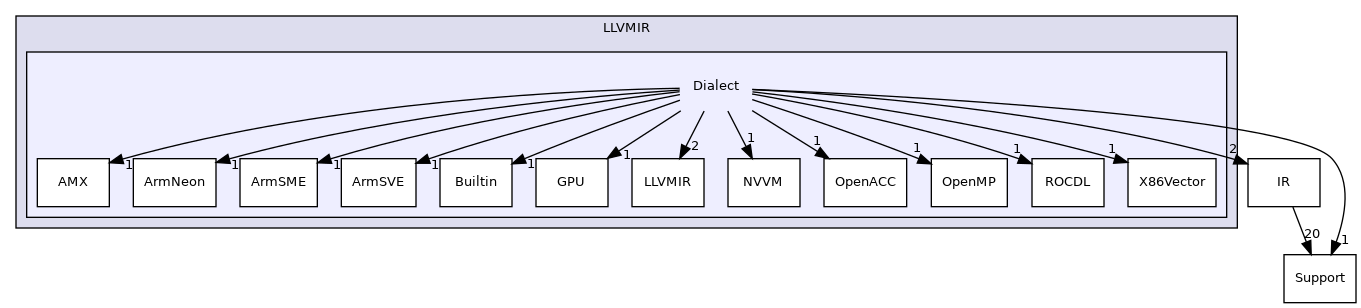 LLVMIR
Dialect
1 1 1 1 1 1 2 1 1 1 1 1 2
AMX ArmNeon ArmSME ArmSVE Builtin GPU LLVMIR NVVM OpenACC OpenMP ROCDL X86Vector IR
20 1
Support